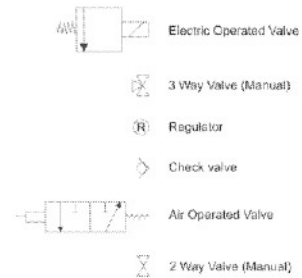 Electric Operated Valve
3 Way Valve (Manual)
R Regulator
Check valve
Air Operated Valve
2 Way Valve (Manual)